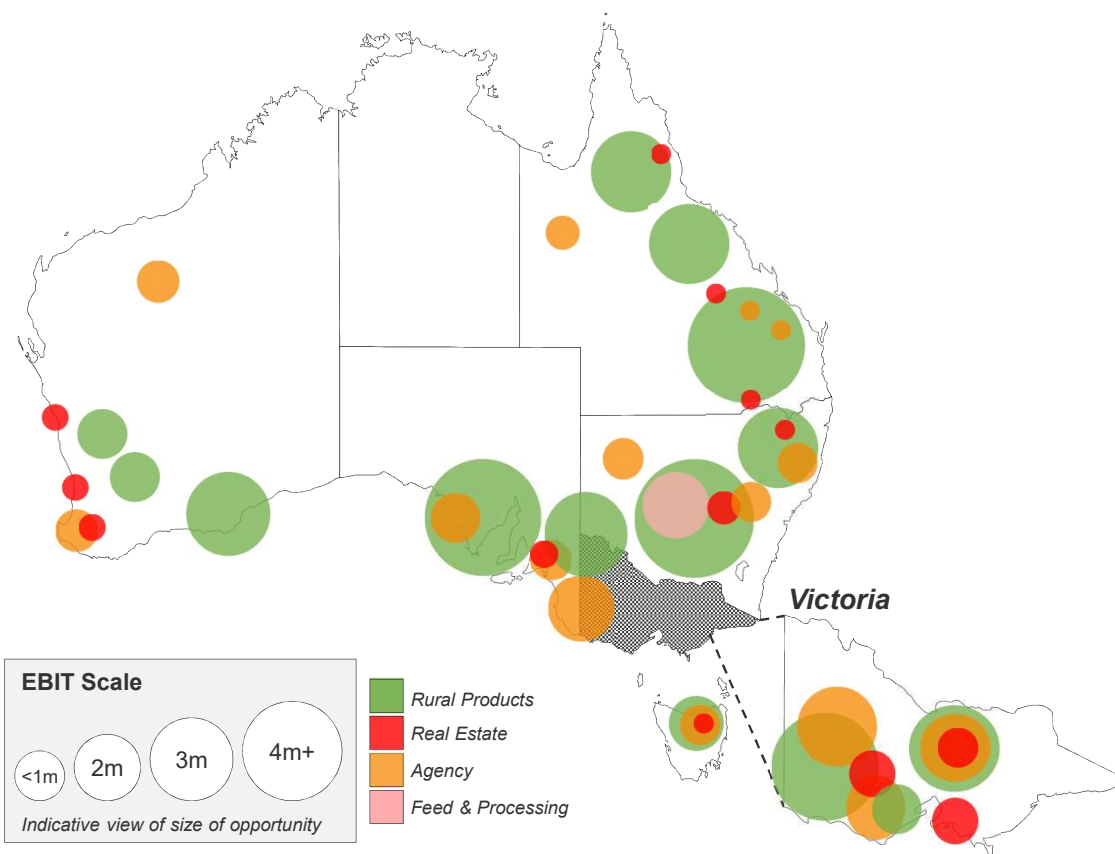 Victoria
EBIT Scale
<1m
2m
3m
4m+
Indicative view of size of opportunity
Rural Products
Real Estate
Agency
Feed & Processing